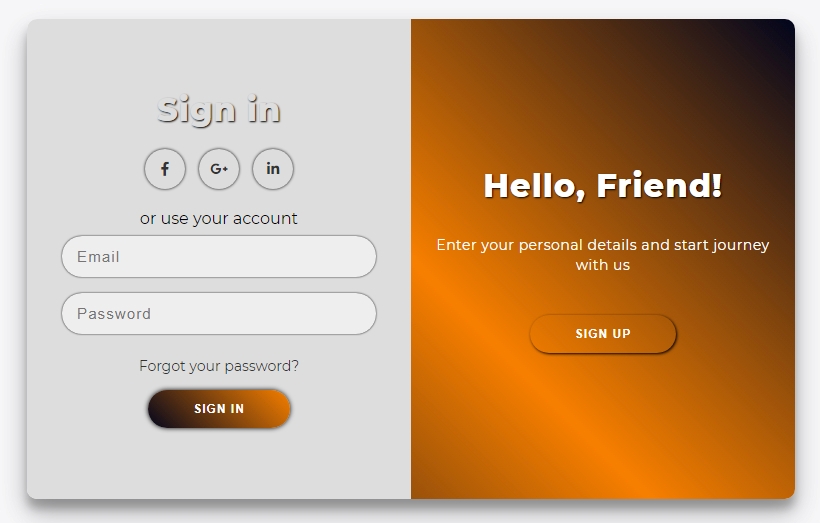 Sign in
f G+ in
or use your account
Email
Password
Forgot your password?
SIGN IN
Hello, Friend!
Enter your personal details and start journey
with us
SIGN UP